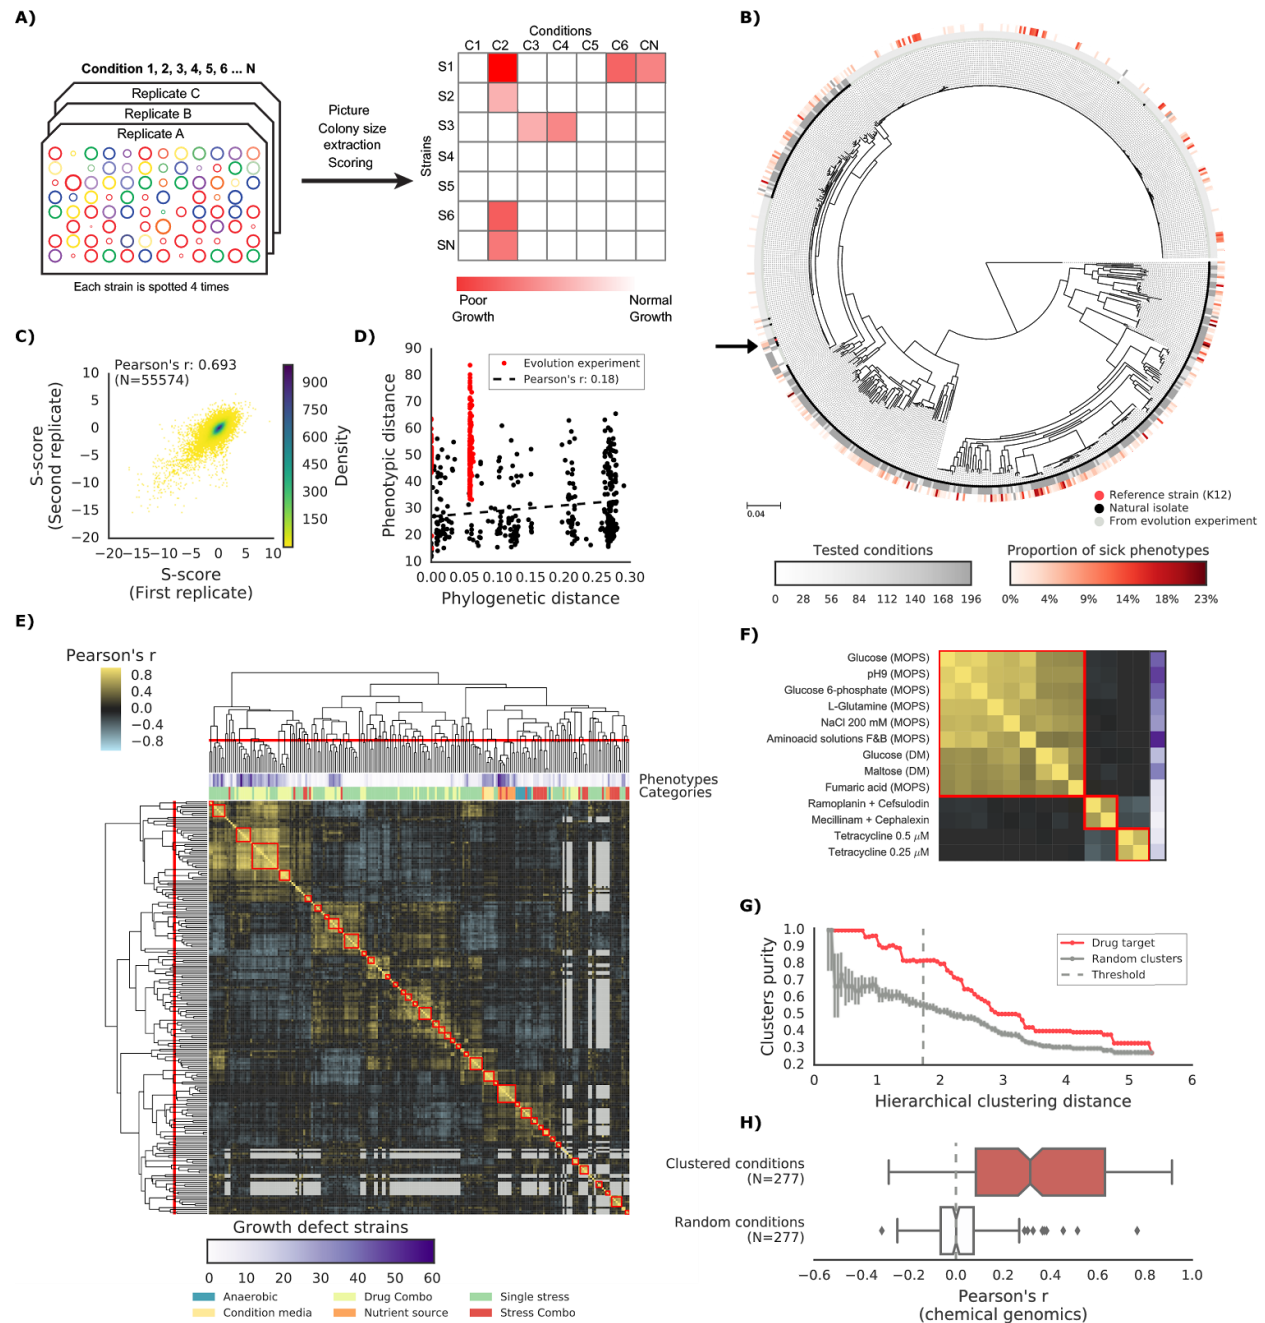 A)
Condition 1, 2, 3, 4, 5, 6 ... N
Replicate C
Replicate B
Replicate A
Each strain is spotted 4 times
Picture
Colony size
extraction
Scoring
Conditions
C1 C2 C3 C4 C5 C6 CN
Strains
S1
S2
S3
S4
S5
S6
SN
Poor
Growth
Normal
Growth
B)
0.04
Reference strain (K12)
Natural isolate
From evolution experiment
Tested conditions
0 28 56 84 112 140 168 196
Proportion of sick phenotypes
0% 4% 9% 14% 18% 23%
C)
Pearson's r: 0.693
(N=55574)
S-score
(Second replicate)
10
5
0
−5
−10
−15
−20
−20 −15 −10 −5 0 5 10
S-score
(First replicate)
900
750
600
450
300
150
Density
D)
Phenotypic distance
90
80
70
60
50
40
30
20
10
Evolution experiment
Pearson's r: 0.18)
0.00 0.05 0.10 0.15 0.20 0.25 0.30
Phylogenetic distance
E)
Pearson's r
0.8
0.4
0.0
−0.4
−0.8
Phenotypes
Categories
Growth defect strains
0 10 20 30 40 50 60
Anaerobic
Drug Combo
Single stress
Condition media
Nutrient source
Stress Combo
F)
Glucose (MOPS)
pH9 (MOPS)
Glucose 6-phosphate (MOPS)
L-Glutamine (MOPS)
NaCl 200 mM (MOPS)
Aminoacid solutions F&B (MOPS)
Glucose (DM)
Maltose (DM)
Fumaric acid (MOPS)
Ramoplanin + Cefsulodin
Mecillinam + Cephalexin
Tetracycline 0.5 μM
Tetracycline 0.25 μM
G)
Clusters purity
1.0
0.9
0.8
0.7
0.6
0.5
0.4
0.3
0.2
Drug target
Random clusters
Threshold
0 1 2 3 4 5 6
Hierarchical clustering distance
H)
Clustered conditions
(N=277)
Random conditions
(N=277)
−0.6 −0.4 −0.2 0.0 0.2 0.4 0.6 0.8 1.0
Pearson's r
(chemical genomics)